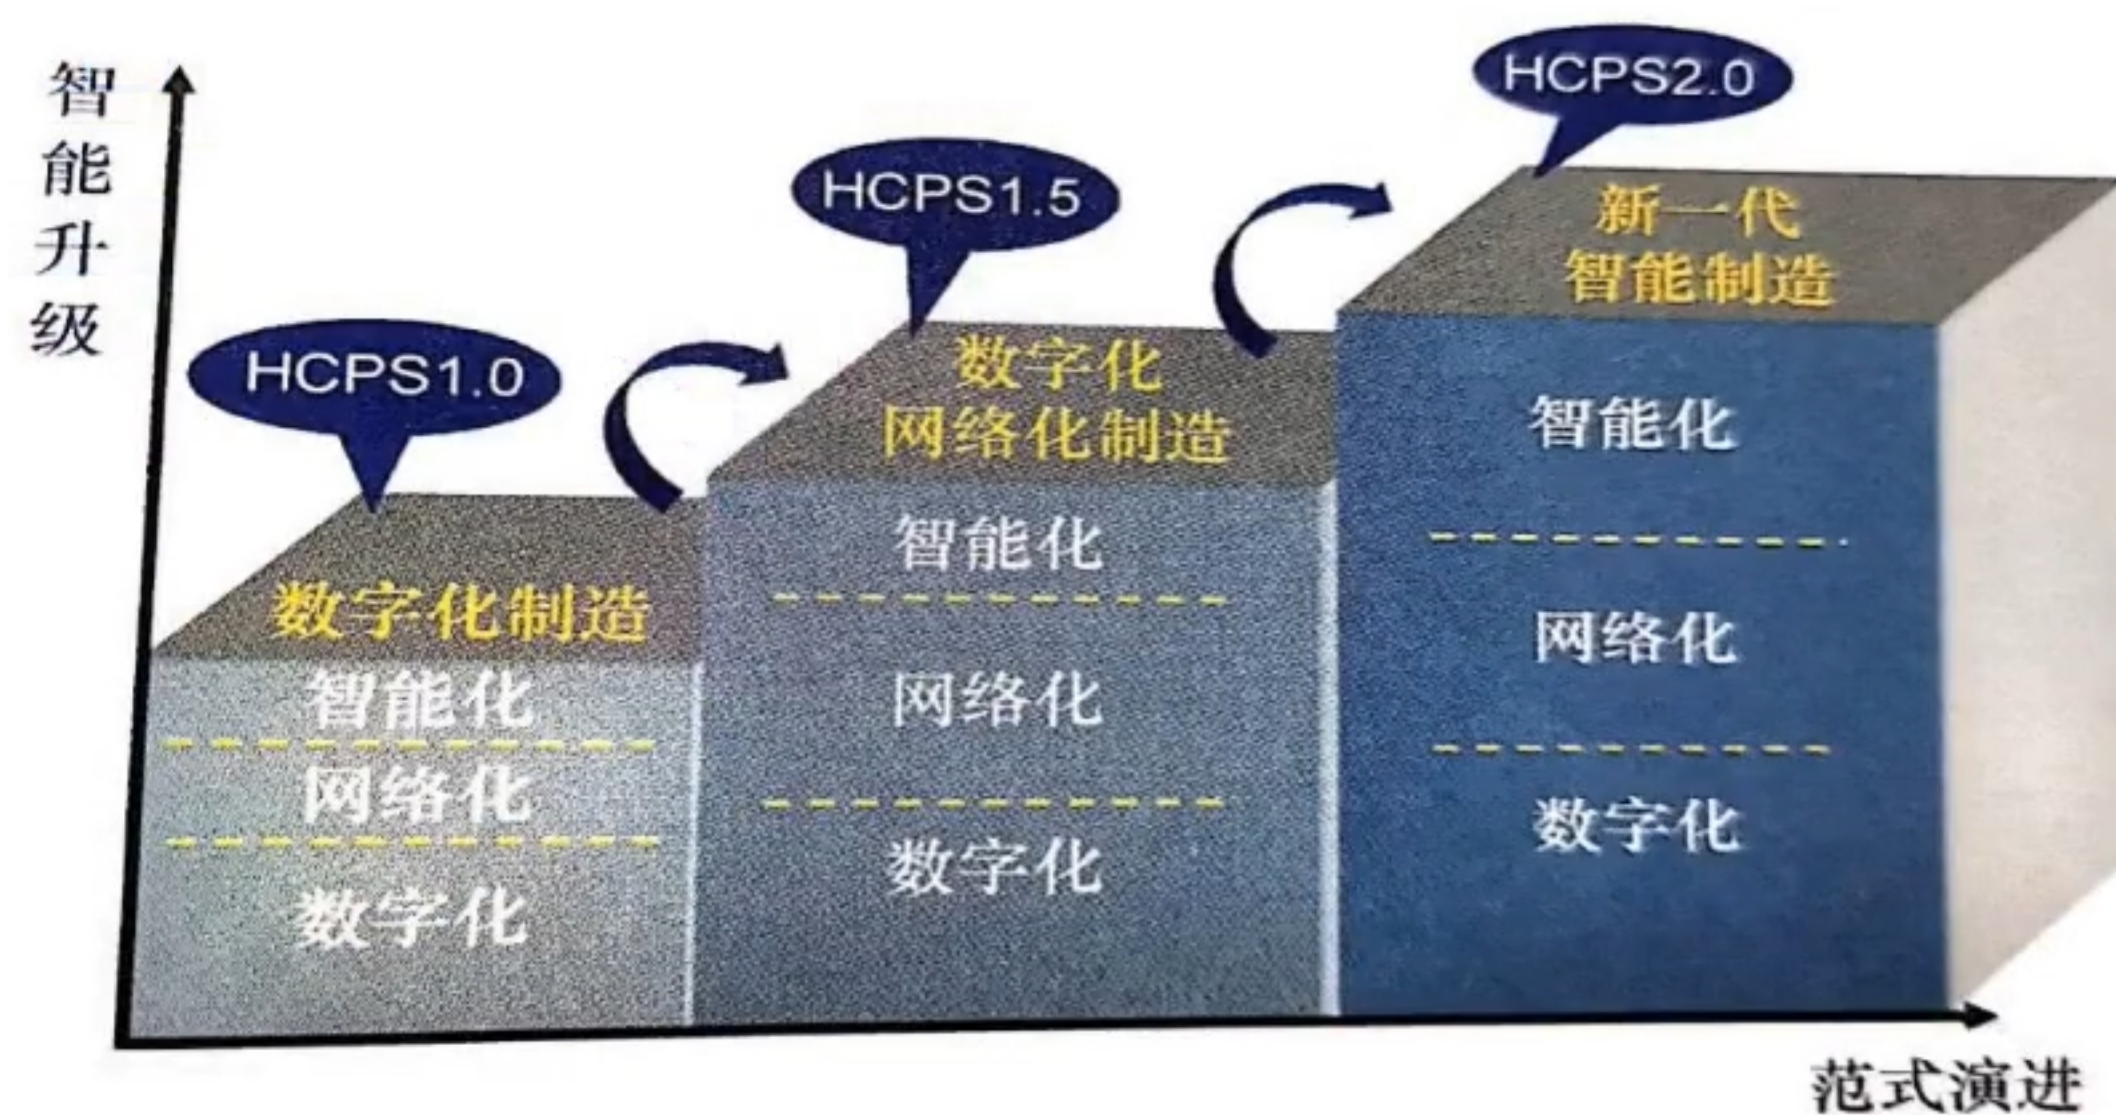 智能升级
HCPS1.0
HCPS1.5
HCPS2.0
数字化制造
智能化
网络化
数字化
数字化
网络化制造
智能化
网络化
数字化
新一代
智能制造
智能化
网络化
数字化
范式演进